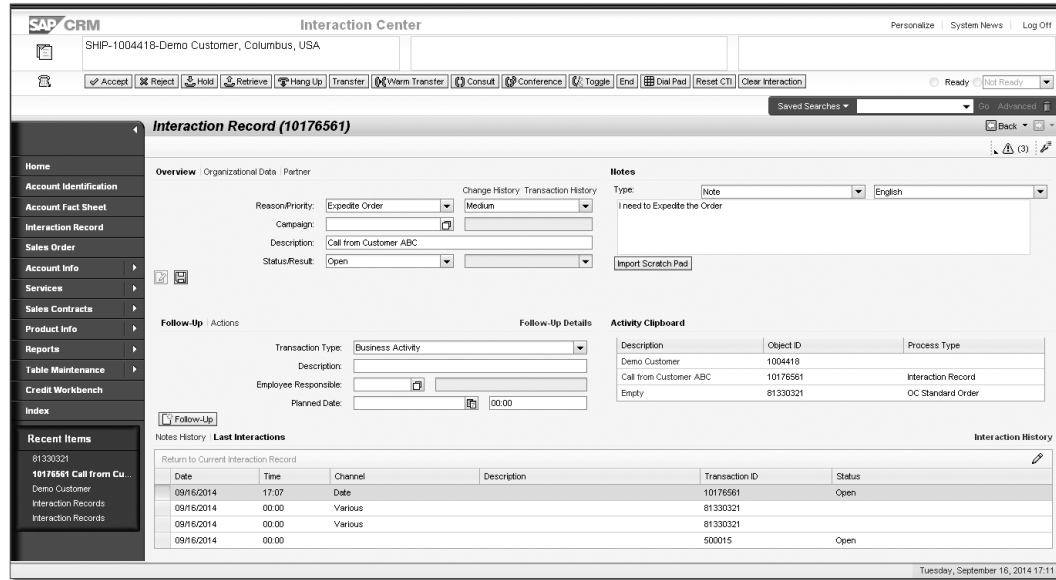 SAP CRM Interaction Center Personalize System News Log Off
SHIP-1004418-Demo Customer, Columbus, USA
Accept Reject Hold Retrieve Hang Up Transfer Warm Transfer Consult Conference Toggle End Dial Pad Reset CTI Clear Interaction Ready Not Ready
Saved Searches Go Advanced
Interaction Record (10176561) Back
(3)
Home
Account Identification
Account Fact Sheet
Interaction Record
Sales Order
Account Info
Services
Sales Contracts
Product Info
Reports
Table Maintenance
Credit Workbench
Index
Recent Items
81330321
10176561 Call from Cu...
Demo Customer
Interaction Records
Interaction Records
Overview Organizational Data Partner
Change History Transaction History
Reason/Priority: Expedite Order Medium
Campaign:
Description: Call from Customer ABC
Status/Result: Open
Notes
Type: Note English
I need to Expedite the Order
Import Scratch Pad
Follow-Up Actions Follow-Up Details
Transaction Type: Business Activity
Description:
Employee Responsible:
Planned Date: 00:00
Follow-Up
Activity Clipboard
Description Object ID Process Type
Demo Customer 1004418
Call from Customer ABC 10176561 Interaction Record
Empty 81330321 OC Standard Order
Notes History Last Interactions Interaction History
Return to Current Interaction Record
Date Time Channel Description Transaction ID Status
09/16/2014 17:07 Date 10176561 Open
09/16/2014 00:00 Various 81330321
09/16/2014 00:00 Various 81330321
09/16/2014 00:00 500015 Open
Tuesday, September 16, 2014 17:11